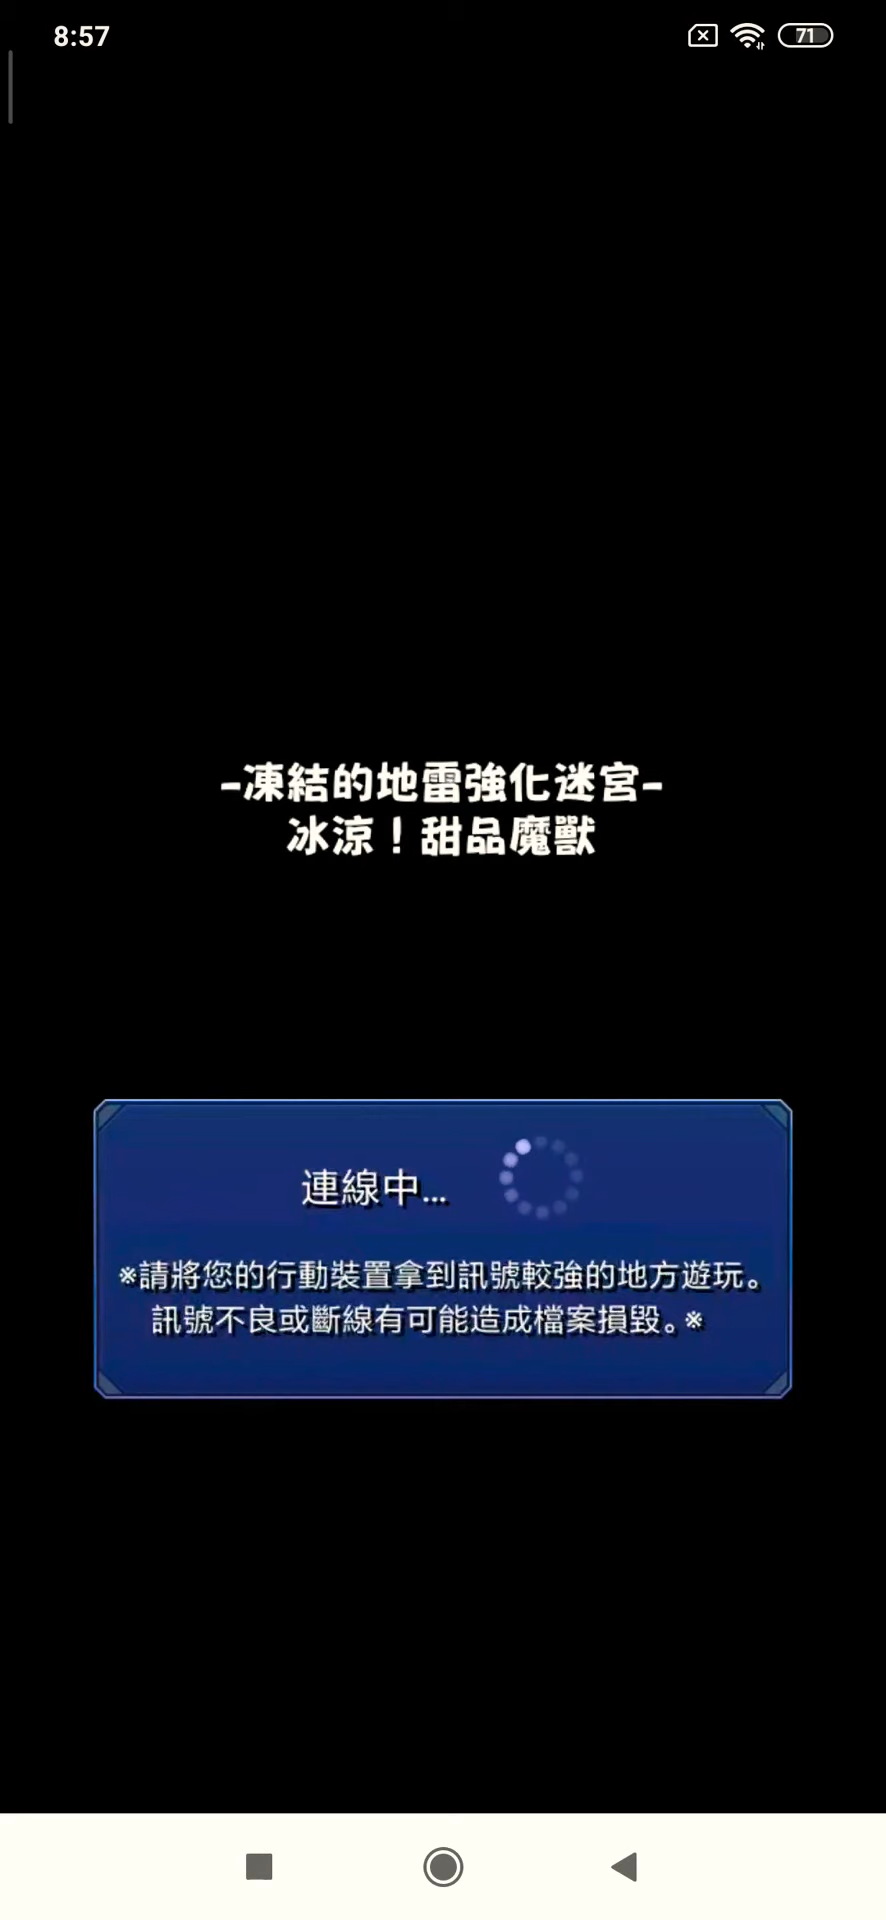 8:57
71
-凍結的地雷強化迷宮-
冰涼！甜品魔獸
連線中...
※請將您的行動裝置拿到訊號較強的地方遊玩。
訊號不良或斷線有可能造成檔案損毀。※